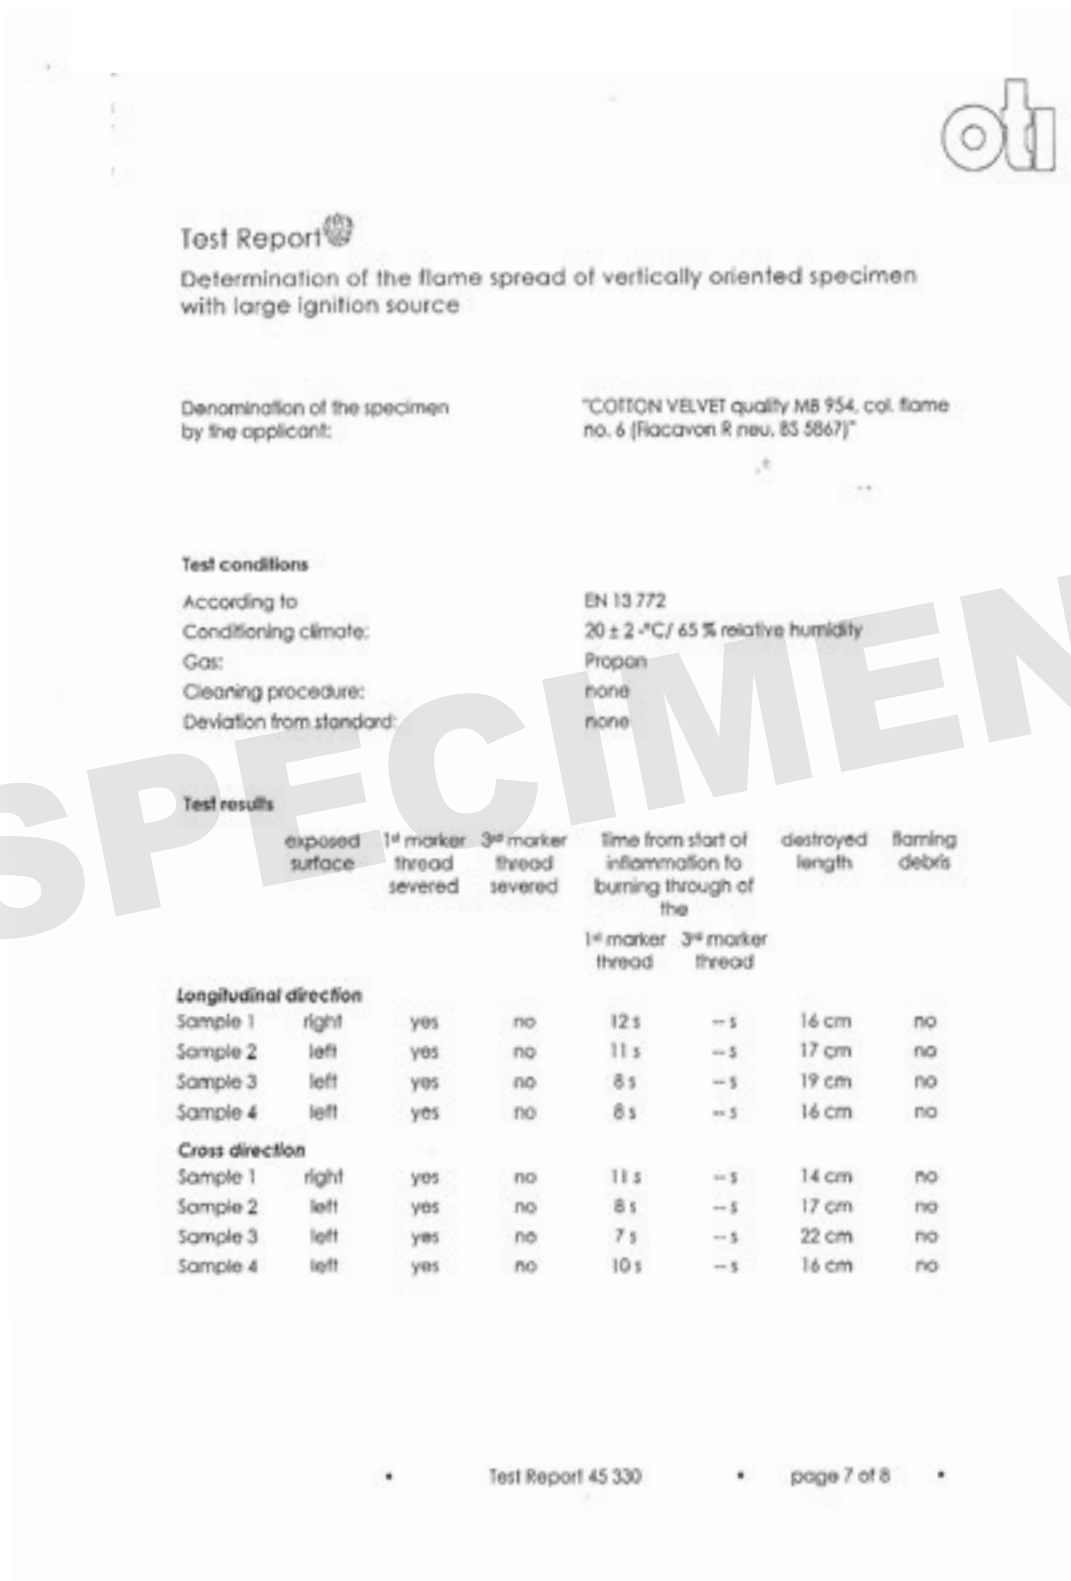 oti
Test Report
Determination of the flame spread of vertically oriented specimen
with large ignition source
Denomination of the specimen
by the applicant:
"COTTON VELVET quality MB 954, col. flame
no. 6 (Flacavon R neu, BS 5867)"
Test conditions
According to EN 13 772
Conditioning climate: 20 ± 2 -°C/ 65 % relative humidity
Gas: Propan
Cleaning procedure: none
Deviation from standard: none
SPECIMEN
Test results
exposed 1st marker 3rd marker Time from start of destroyed flaming
surface thread thread inflammation to length debris
severed severed burning through of
the
1st marker 3rd marker
thread thread
Longitudinal direction
Sample 1 right yes no 12 s -- s 16 cm no
Sample 2 left yes no 11 s -- s 17 cm no
Sample 3 left yes no 8 s -- s 19 cm no
Sample 4 left yes no 8 s -- s 16 cm no
Cross direction
Sample 1 right yes no 11 s -- s 14 cm no
Sample 2 left yes no 8 s -- s 17 cm no
Sample 3 left yes no 7 s -- s 22 cm no
Sample 4 left yes no 10 s -- s 16 cm no
• Test Report 45 330 • page 7 of 8 •